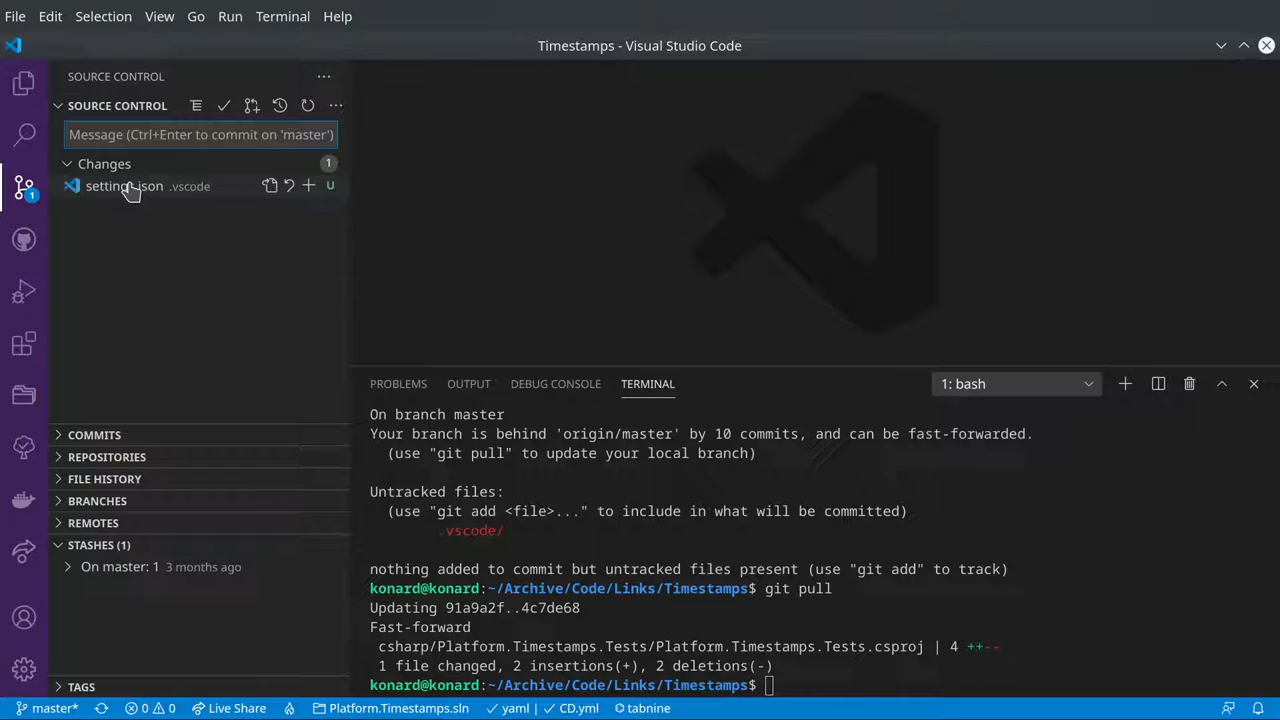 File Edit Selection View Go Run Terminal Help
Timestamps - Visual Studio Code
SOURCE CONTROL
SOURCE CONTROL
Message (Ctrl+Enter to commit on 'master')
Changes 1
.vscode U
1
COMMITS
REPOSITORIES
FILE HISTORY
BRANCHES
REMOTES
STASHES (1)
On master: 1 3 months ago
TAGS
PROBLEMS OUTPUT DEBUG CONSOLE TERMINAL 1: bash
On branch master
Your branch is behind 'origin/master' by 10 commits, and can be fast-forwarded.
(use "git pull" to update your local branch)
Untracked files:
(use "git add <file>..." to include in what will be committed)
.vscode/
nothing added to commit but untracked files present (use "git add" to track)
konard@konard:~/Archive/Code/Links/Timestamps$ git pull
Updating 91a9a2f..4c7de68
Fast-forward
csharp/Platform.Timestamps.Tests/Platform.Timestamps.Tests.csproj | 4 ++--
1 file changed, 2 insertions(+), 2 deletions(-)
konard@konard:~/Archive/Code/Links/Timestamps$
master* 0 0 Live Share Platform.Timestamps.sln yaml | CD.yml tabnine